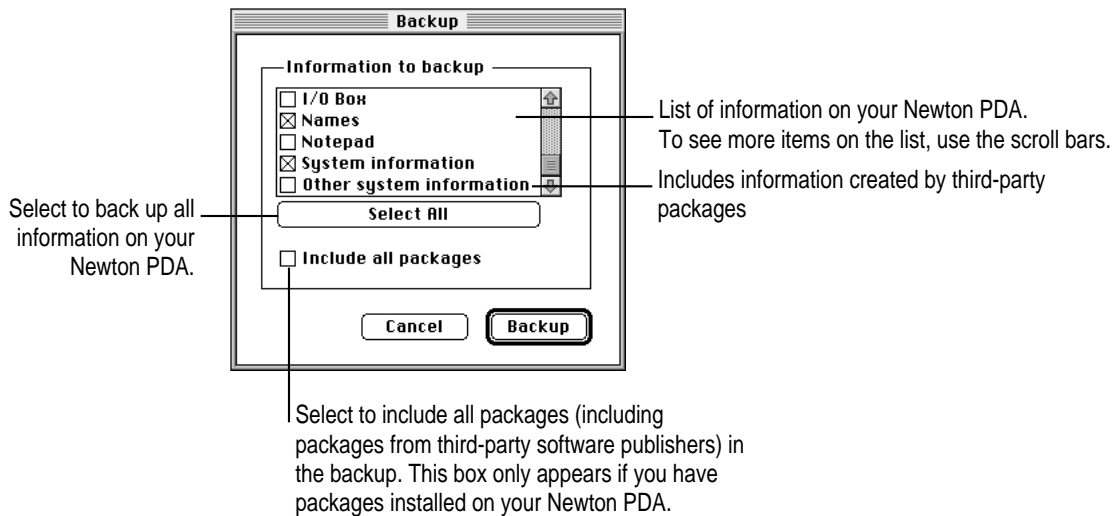 Backup
Information to backup
I/O Box
Names
Notepad
System information
Other system information
Select All
Include all packages
Cancel
Backup
List of information on your Newton PDA.
To see more items on the list, use the scroll bars.
Includes information created by third-party
packages
Select to back up all
information on your
Newton PDA.
Select to include all packages (including
packages from third-party software publishers) in
the backup. This box only appears if you have
packages installed on your Newton PDA.